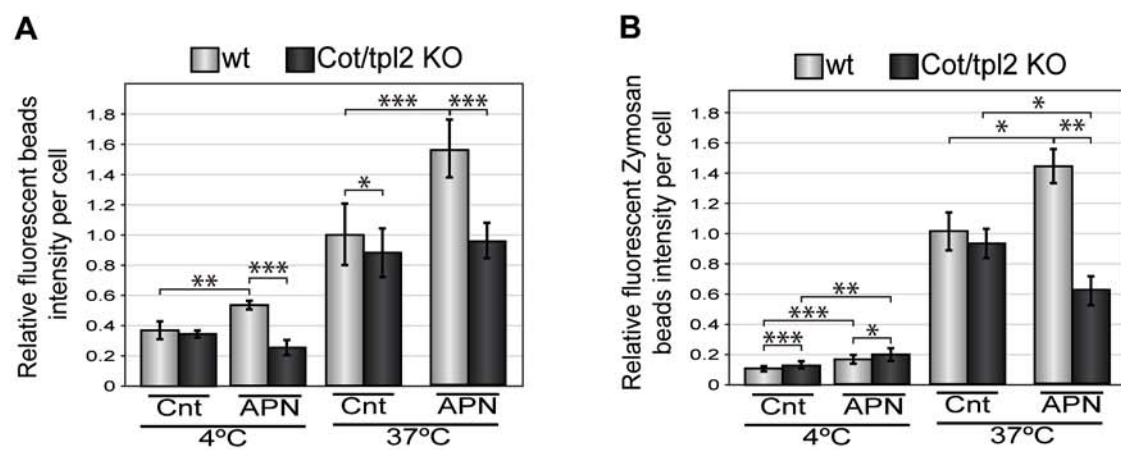 A
wt Cot/tpl2 KO
Relative fluorescent beads
intensity per cell
1.8
1.6
1.4
1.2
1.0
0.8
0.6
0.4
0.2
0
** *** * *** ***
Cnt APN Cnt APN
4ºC 37ºC
B
wt Cot/tpl2 KO
Relative fluorescent Zymosan
beads intensity per cell
1.8
1.6
1.4
1.2
1.0
0.8
0.6
0.4
0.2
0
*** *** ** * * * **
Cnt APN Cnt APN
4ºC 37ºC